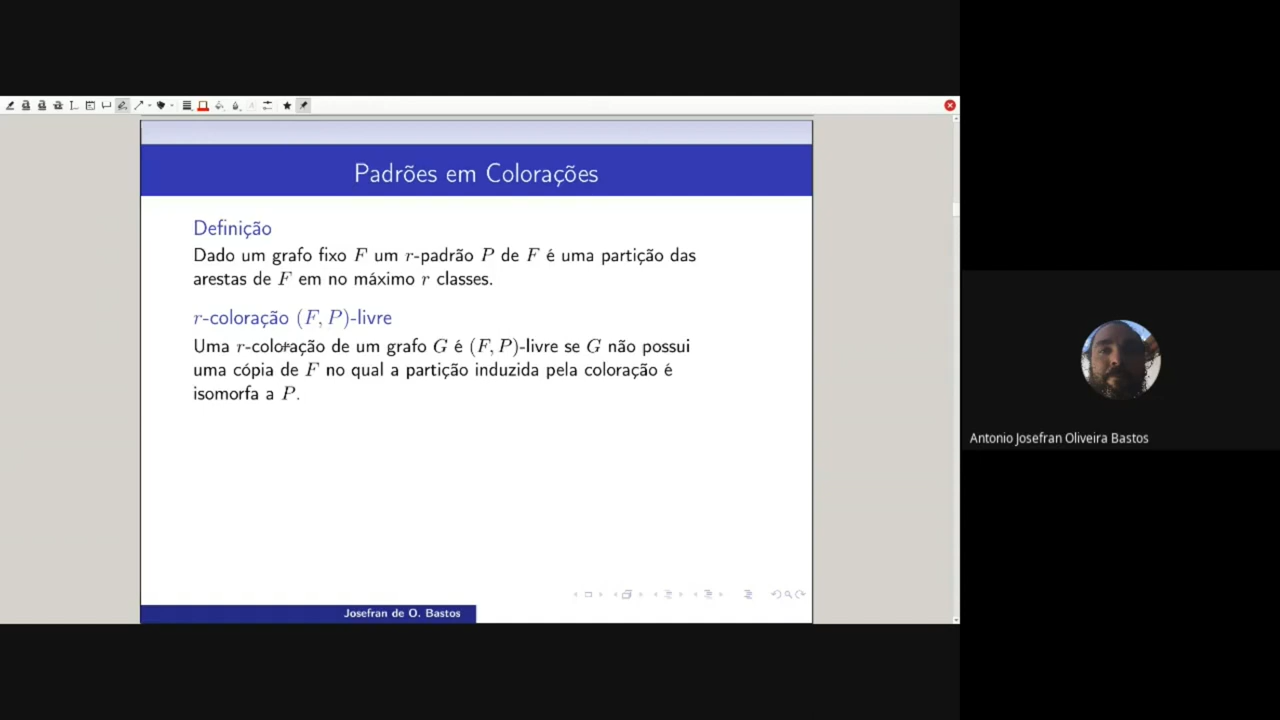 Padrões em Colorações
Definição
Dado um grafo fixo F um r-padrão P de F é uma partição das
arestas de F em no máximo r classes.
r-coloração (F, P)-livre
Uma r-coloração de um grafo G é (F, P)-livre se G não possui
uma cópia de F no qual a partição induzida pela coloração é
isomorfa a P.
Josefran de O. Bastos
Antonio Josefran Oliveira Bastos